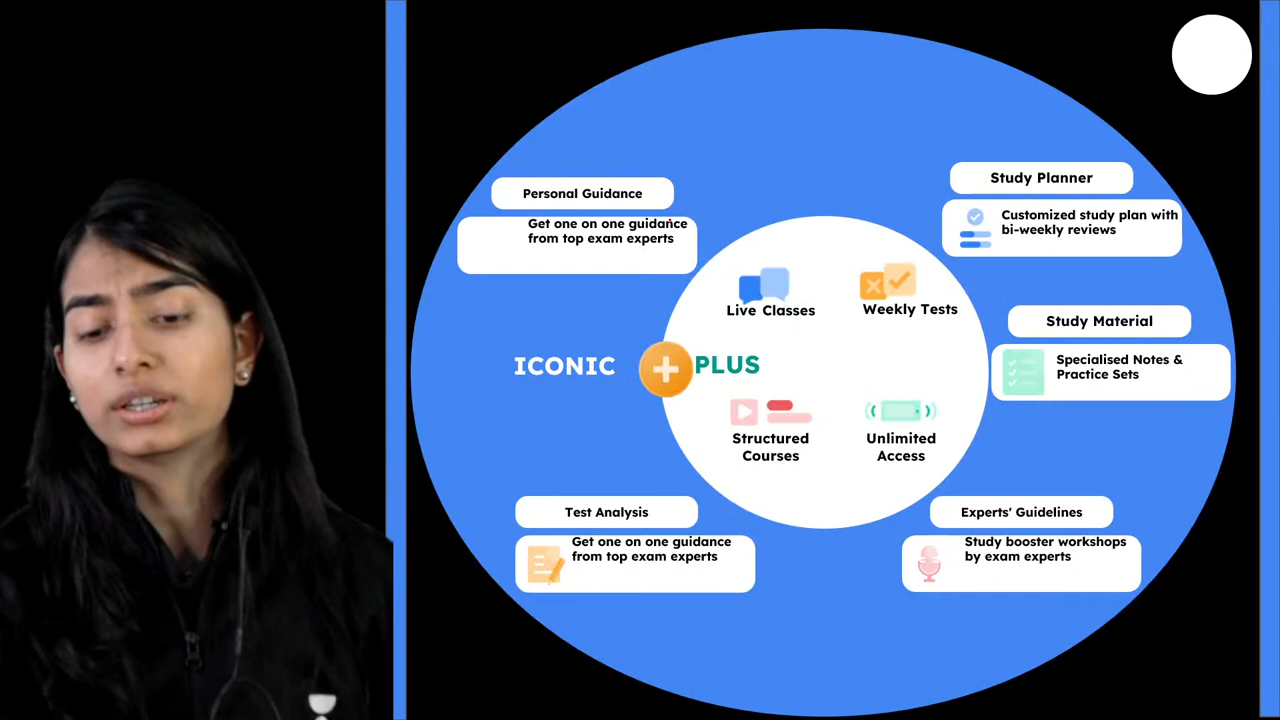 Personal Guidance
Get one on one guidance
from top exam experts
Study Planner
Customized study plan with
bi-weekly reviews
Live Classes
Weekly Tests
Study Material
Specialised Notes &
Practice Sets
ICONIC
PLUS
Structured
Courses
Unlimited
Access
Test Analysis
Get one on one guidance
from top exam experts
Experts' Guidelines
Study booster workshops
by exam experts